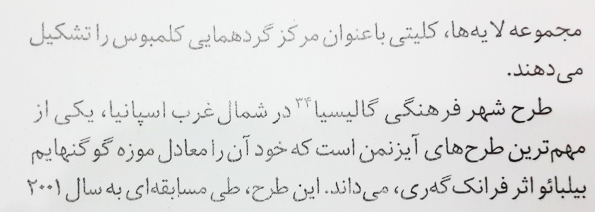 مجموعه لایه‌ها، کلیتی با عنوان مرکز گردهمایی کلمبوس را تشکیل
می‌دهند.
طرح شهر فرهنگی گالیسیا۳۴ در شمال غرب اسپانیا، یکی از
مهم‌ترین طرح‌های آیزنمن است که خود آن را معادل موزه گوگنهایم
بیلبائو اثر فرانک گه‌ری، می‌داند. این طرح، طی مسابقه‌ای به سال ۲۰۰۱